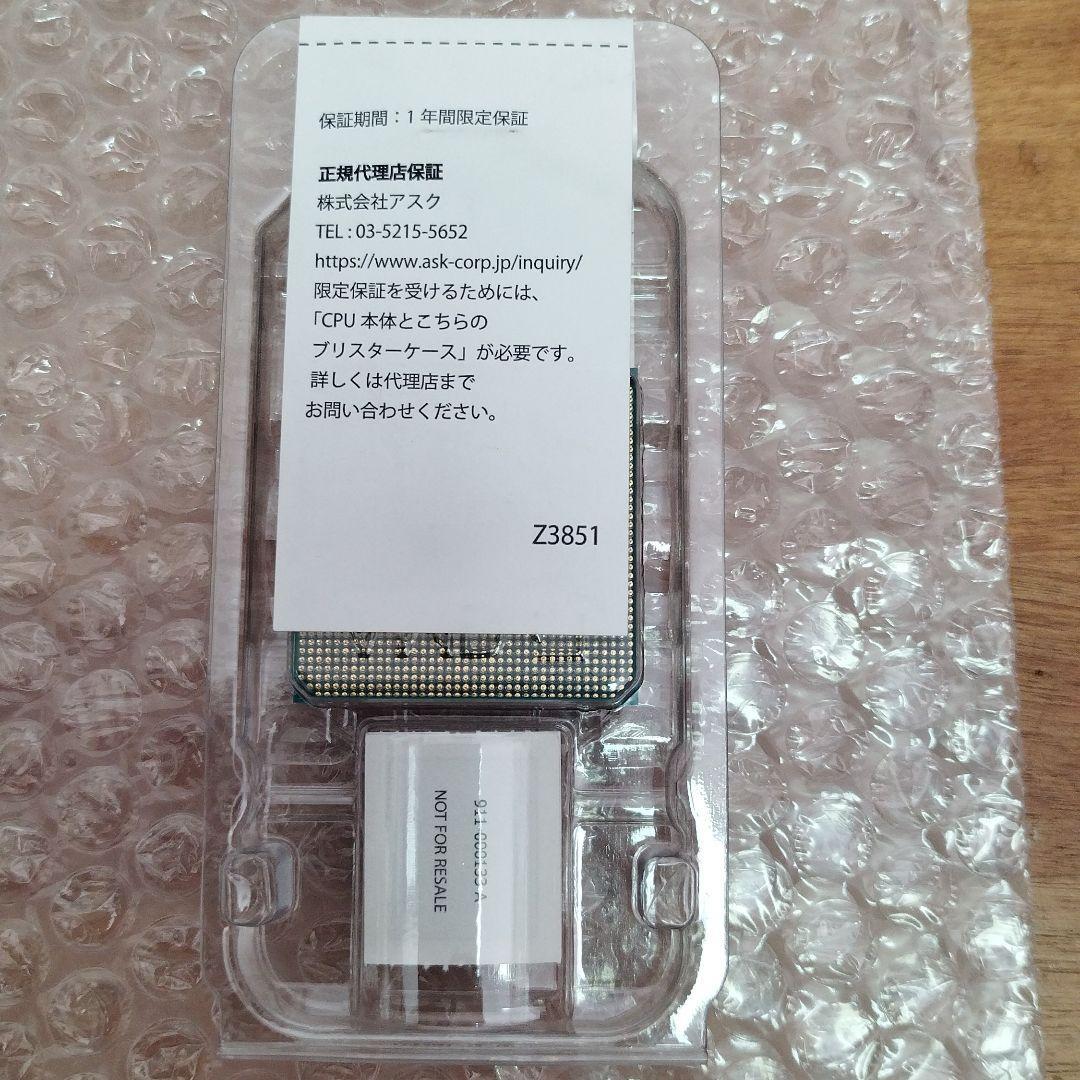 保証期間：1 年間限定保証
正規代理店保証
株式会社アスク
TEL : 03-5215-5652
https://www.ask-corp.jp/inquiry/
限定保証を受けるためには、
「CPU 本体とこちらの
ブリスターケース」が必要です。
詳しくは代理店まで
お問い合わせください。
Z3851
911-000133-A
NOT FOR RESALE